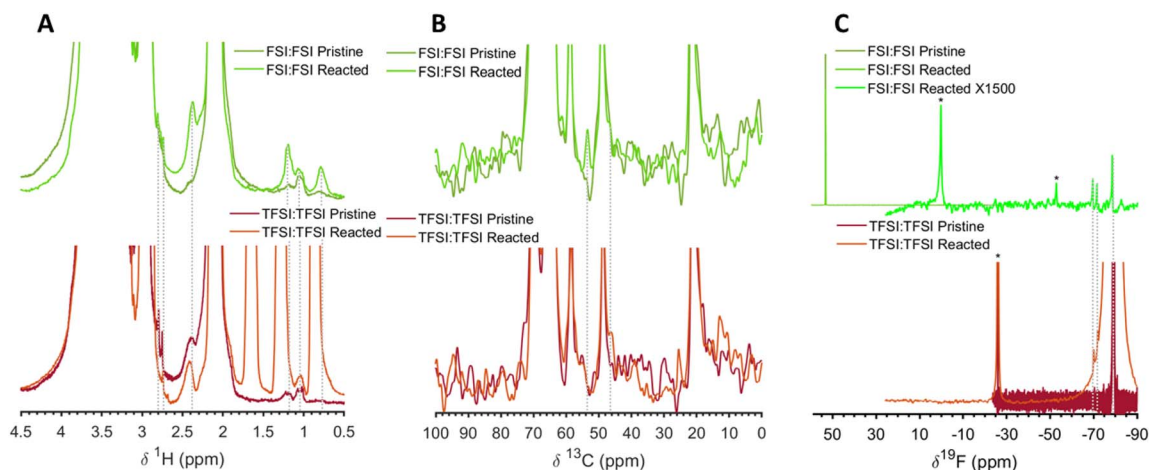 A
FSI:FSI Pristine
FSI:FSI Reacted
TFSI:TFSI Pristine
TFSI:TFSI Reacted
4.5 3.5 3 2.5 2 1.5 1 0.5
δ ¹H (ppm)
B
FSI:FSI Pristine
FSI:FSI Reacted
TFSI:TFSI Pristine
TFSI:TFSI Reacted
100 90 80 70 60 50 40 30 20 10 0
δ ¹³C (ppm)
C
FSI:FSI Pristine
FSI:FSI Reacted
FSI:FSI Reacted X1500
*
*
TFSI:TFSI Pristine
TFSI:TFSI Reacted
*
50 30 10 -10 -30 -50 -70 -90
δ¹⁹F (ppm)